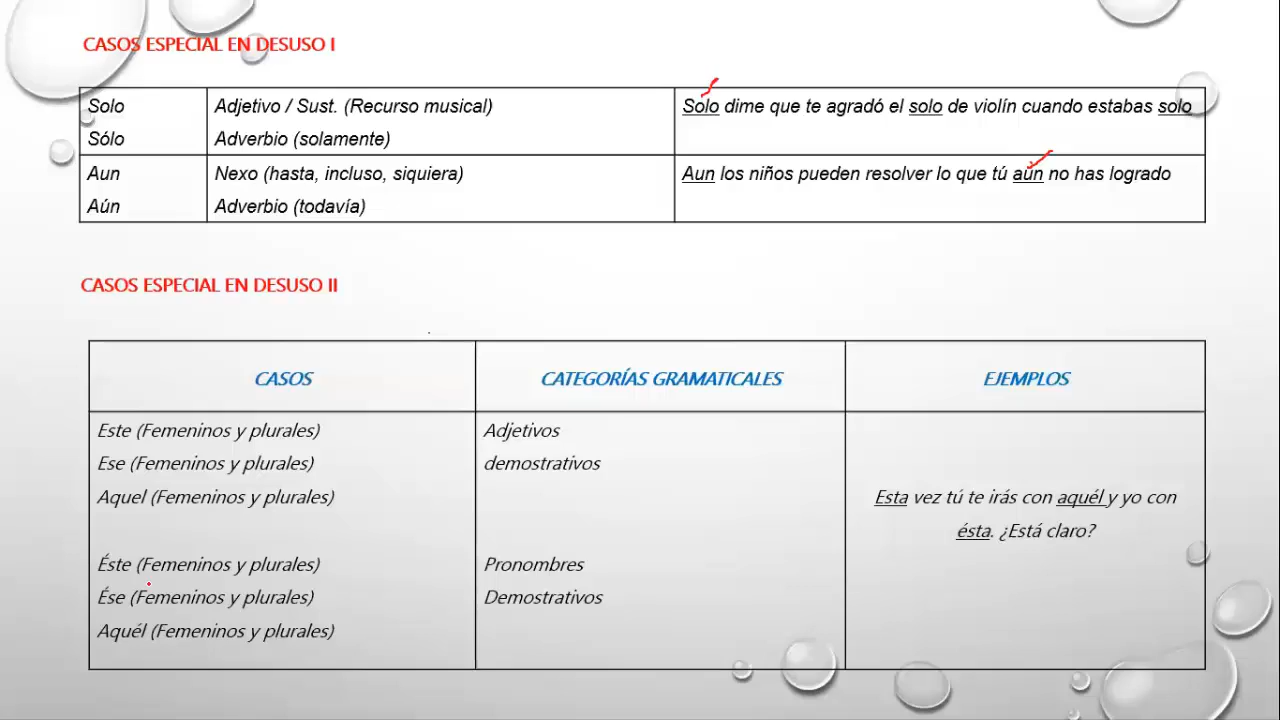 CASOS ESPECIAL EN DESUSO I
Solo
Sólo
Adjetivo / Sust. (Recurso musical)
Adverbio (solamente)
Solo dime que te agradó el solo de violín cuando estabas solo
Aun
Aún
Nexo (hasta, incluso, siquiera)
Adverbio (todavía)
Aun los niños pueden resolver lo que tú aún no has logrado
CASOS ESPECIAL EN DESUSO II
CASOS
CATEGORÍAS GRAMATICALES
EJEMPLOS
Este (Femeninos y plurales)
Ese (Femeninos y plurales)
Aquel (Femeninos y plurales)
Éste (Femeninos y plurales)
Ése (Femeninos y plurales)
Aquél (Femeninos y plurales)
Adjetivos
demostrativos
Pronombres
Demostrativos
Esta vez tú te irás con aquél y yo con
ésta. ¿Está claro?